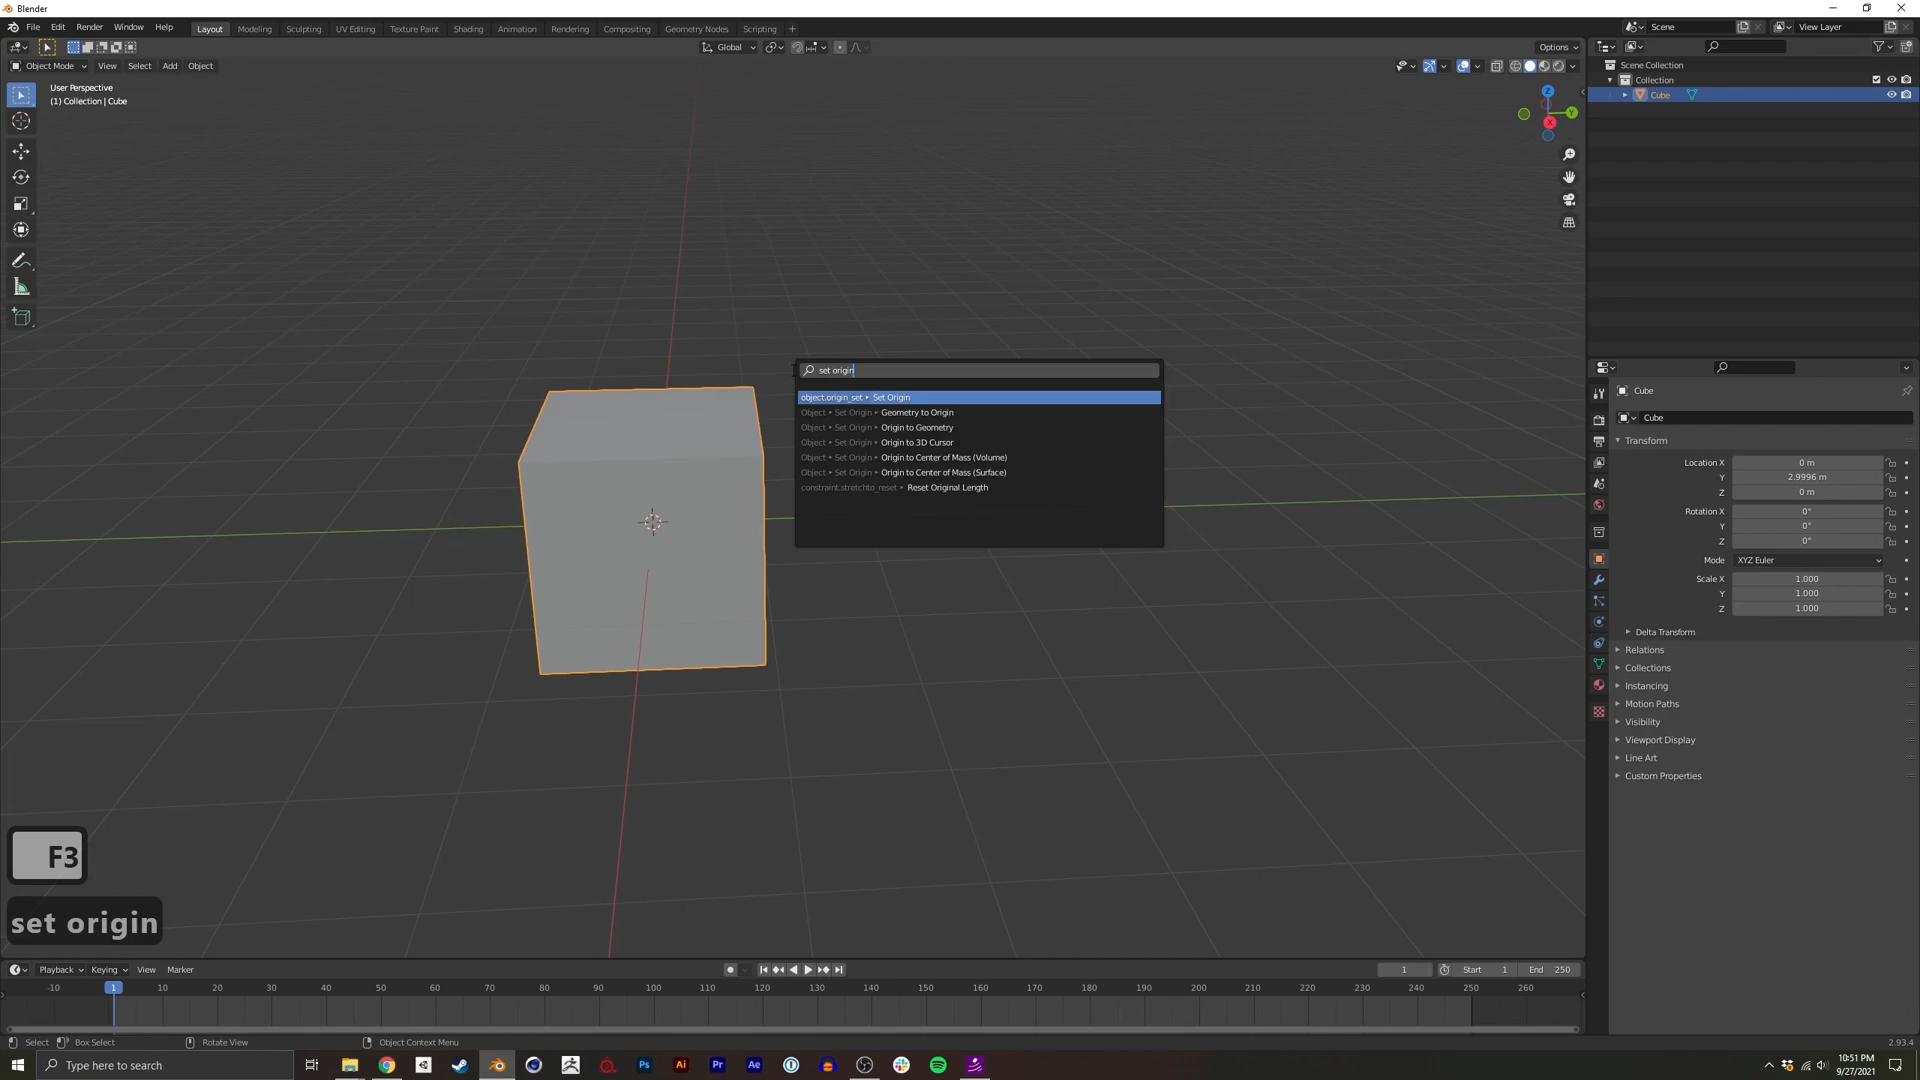 Blender
File Edit Render Window Help
Layout Modeling Sculpting UV Editing Texture Paint Shading Animation Rendering Compositing Geometry Nodes Scripting +
Scene
View Layer
Global
Options
Object Mode View Select Add Object
User Perspective
(1) Collection | Cube
Z
Y
X
Scene Collection
Collection
Cube
set origin
object.origin_set ▸ Set Origin
Object ▸ Set Origin ▸ Geometry to Origin
Object ▸ Set Origin ▸ Origin to Geometry
Object ▸ Set Origin ▸ Origin to 3D Cursor
Object ▸ Set Origin ▸ Origin to Center of Mass (Volume)
Object ▸ Set Origin ▸ Origin to Center of Mass (Surface)
constraint.stretchto_reset ▸ Reset Original Length
Cube
Cube
Transform
Location X 0 m
Y 2.9996 m
Z 0 m
Rotation X 0°
Y 0°
Z 0°
Mode XYZ Euler
Scale X 1.000
Y 1.000
Z 1.000
Delta Transform
Relations
Collections
Instancing
Motion Paths
Visibility
Viewport Display
Line Art
Custom Properties
F3
set origin
Playback Keying View Marker
1 Start 1 End 250
-10 1 10 20 30 40 50 60 70 80 90 100 110 120 130 140 150 160 170 180 190 200 210 220 230 240 250 260
Select Box Select Rotate View Object Context Menu
2.93.4
Type here to search
Ps Ai Pr Ae
10:51 PM
9/27/2021